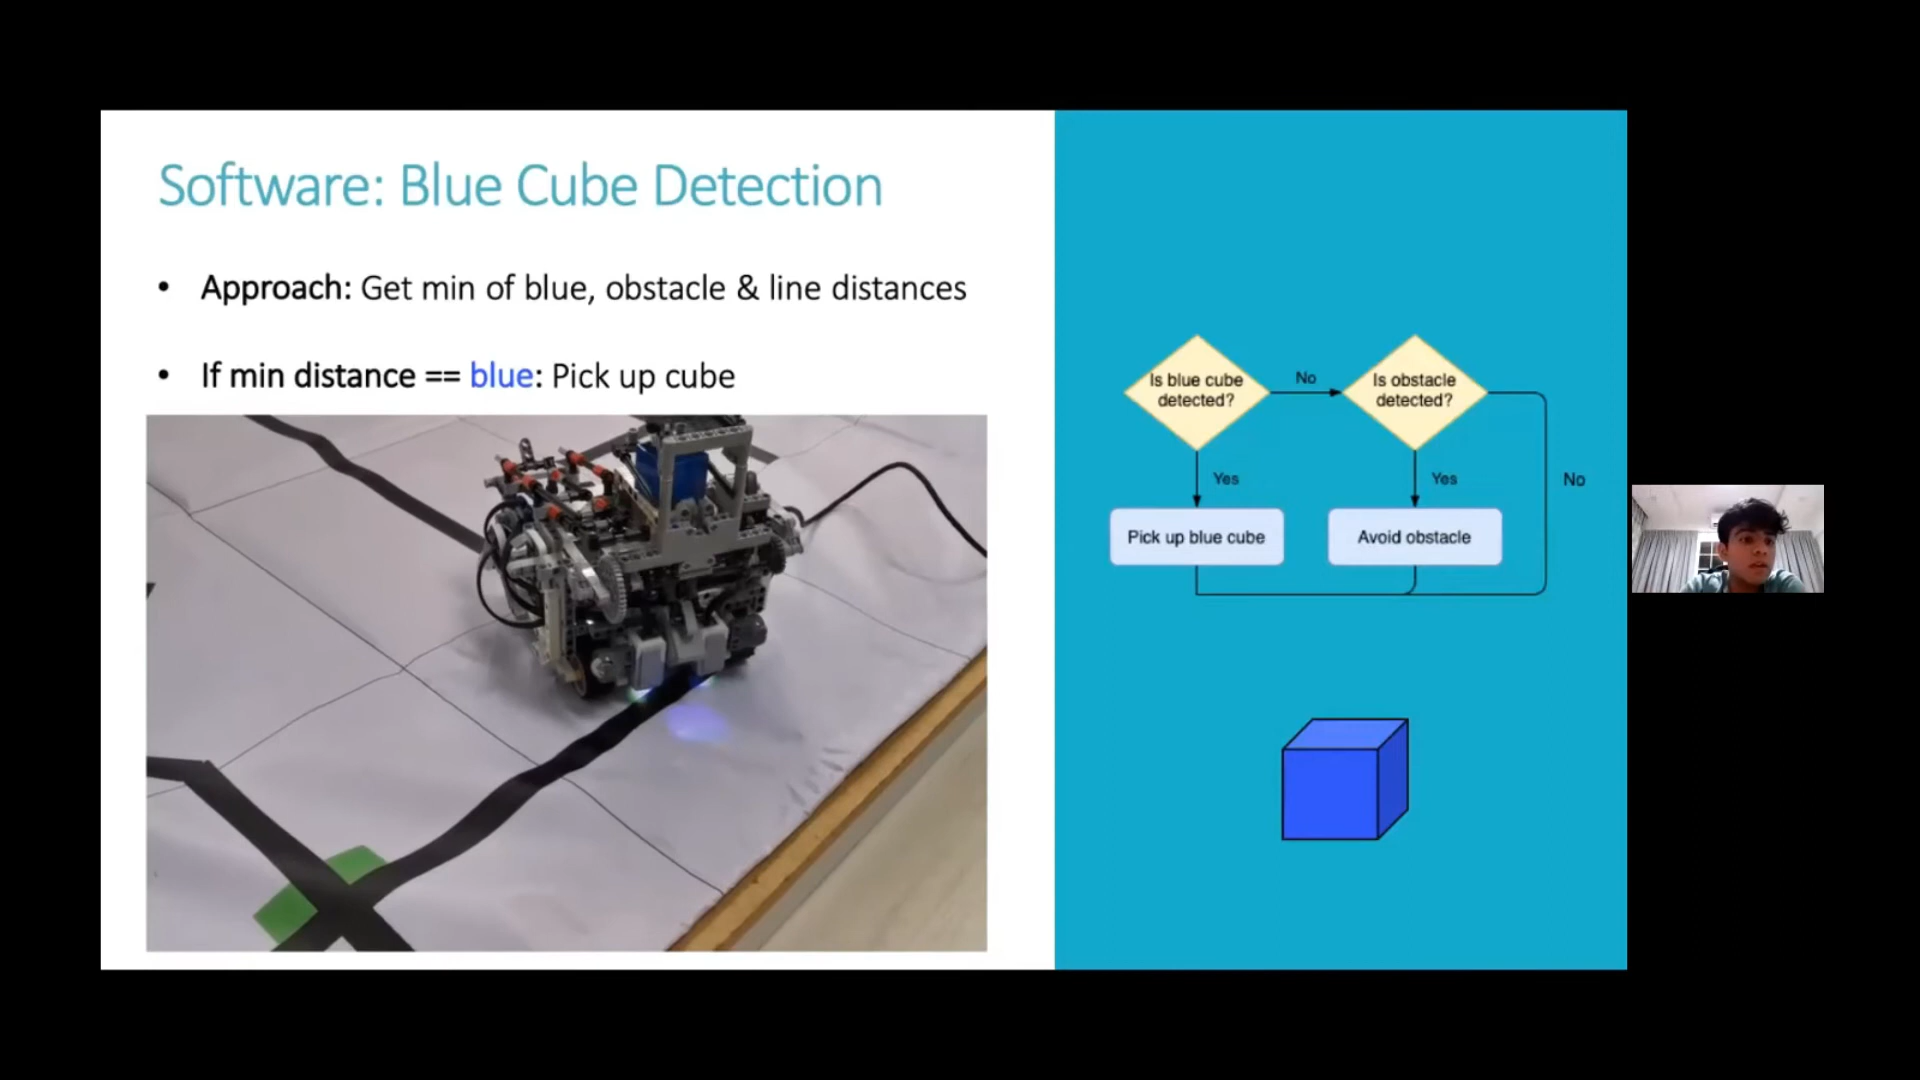 Software: Blue Cube Detection
• Approach: Get min of blue, obstacle & line distances
• If min distance == blue: Pick up cube
Is blue cube
detected?
No
Is obstacle
detected?
Yes
Yes
No
Pick up blue cube
Avoid obstacle